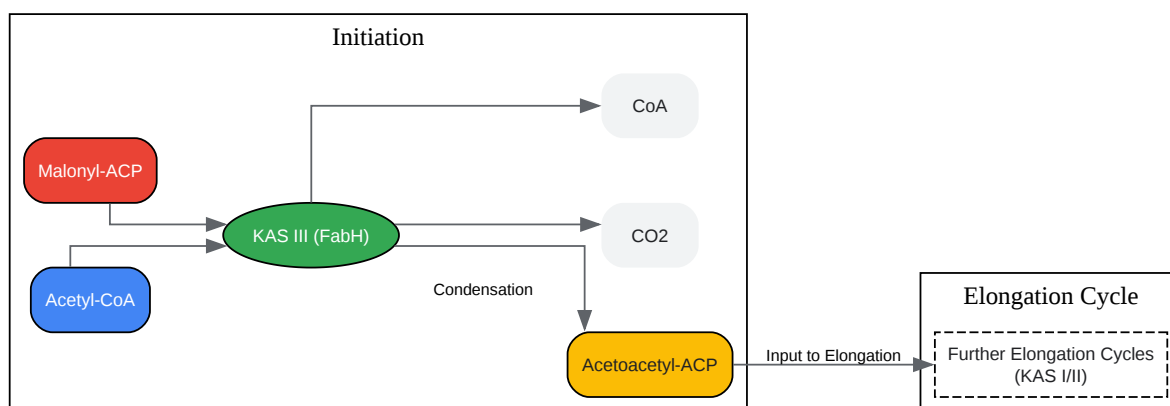 Initiation
CoA
Malonyl-ACP
KAS III (FabH)
CO2
Acetyl-CoA
Condensation
Elongation Cycle
Acetoacetyl-ACP
Input to Elongation
Further Elongation Cycles
(KAS I/II)